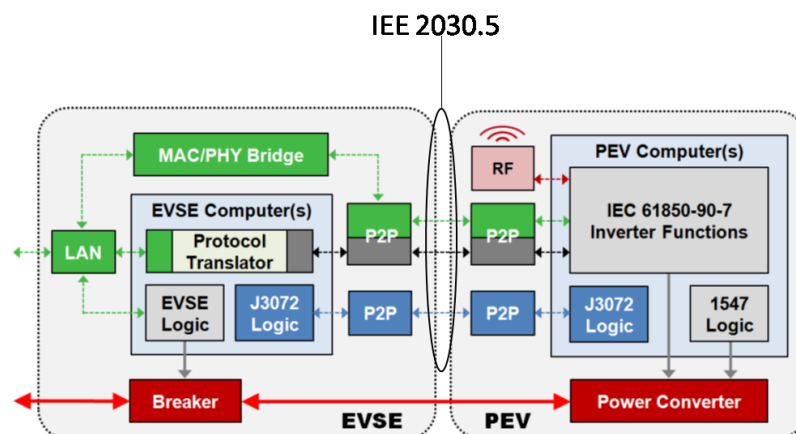 IEE 2030.5
MAC/PHY Bridge
RF
PEV Computer(s)
EVSE Computer(s)
IEC 61850-90-7
Inverter Functions
LAN
Protocol
Translator
P2P
P2P
EVSE
Logic
J3072
Logic
P2P
P2P
J3072
Logic
1547
Logic
Breaker
Power Converter
EVSE
PEV